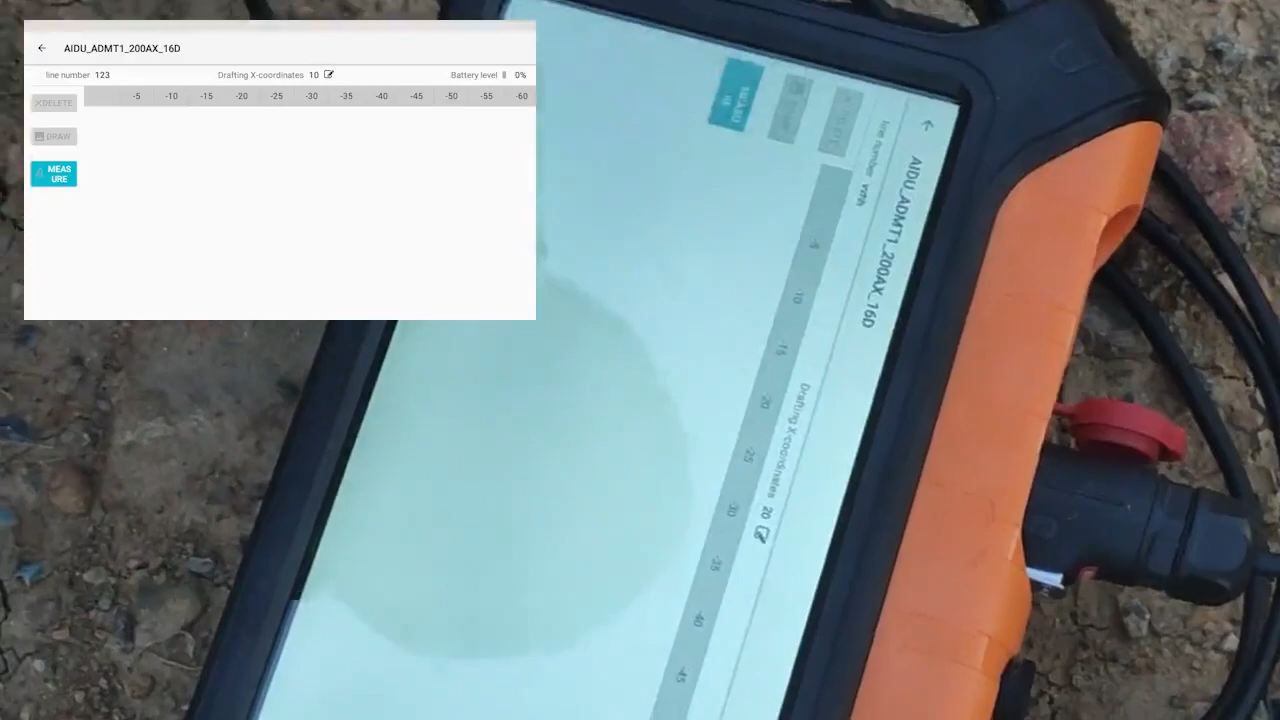 AIDU_ADMT1_200AX_16D
line number 123
Drafting X-coordinates 10
Battery level 0%
-5 -10 -15 -20 -25 -30 -35 -40 -45 -50 -55 -60
DELETE
DRAW
MEAS
URE
AIDU_ADMT1_200AX_16D
line number
Drafting X-coordinates 20
-5 -10 -15 -20 -25 -30 -35 -40 -45